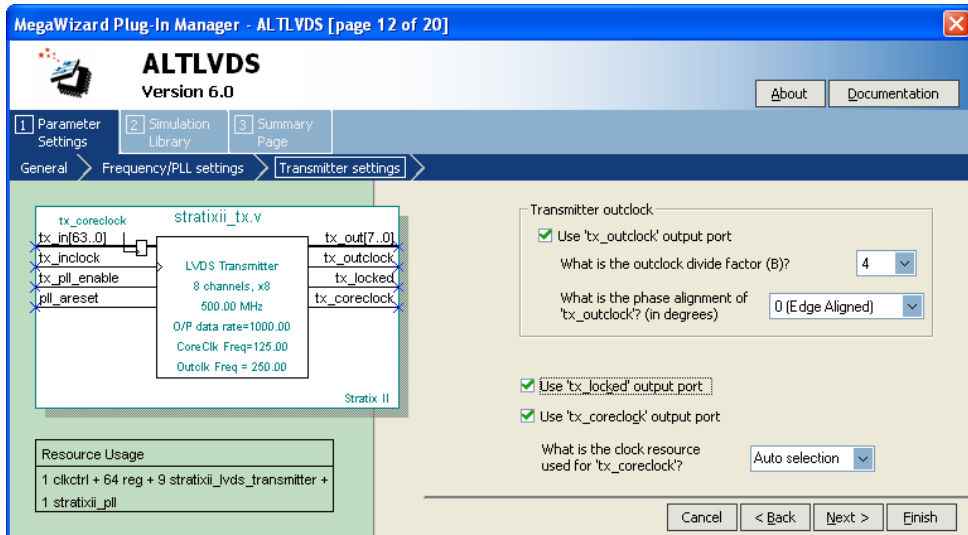 MegaWizard Plug-In Manager - ALTLVDS [page 12 of 20]
ALTLVDS
Version 6.0
About
Documentation
1 Parameter Settings
2 Simulation Library
3 Summary Page
General
Frequency/PLL settings
Transmitter settings
stratixii_tx.v
tx_coreclock
tx_in[63..0]
tx_inclock
tx_pll_enable
pll_areset
LVDS Transmitter
8 channels, x8
500.00 MHz
O/P data rate=1000.00
CoreClk Freq=125.00
Outclk Freq = 250.00
tx_out[7..0]
tx_outclock
tx_locked
tx_coreclock
Stratix II
Resource Usage
1 clkctrl + 64 reg + 9 stratixii_lvds_transmitter +
1 stratixii_pll
Transmitter outclock
Use 'tx_outclock' output port
What is the outclock divide factor (B)?
4
What is the phase alignment of
'tx_outclock'? (in degrees)
0 (Edge Aligned)
Use 'tx_locked' output port
Use 'tx_coreclock' output port
What is the clock resource
used for 'tx_coreclock'?
Auto selection
Cancel
< Back
Next >
Finish